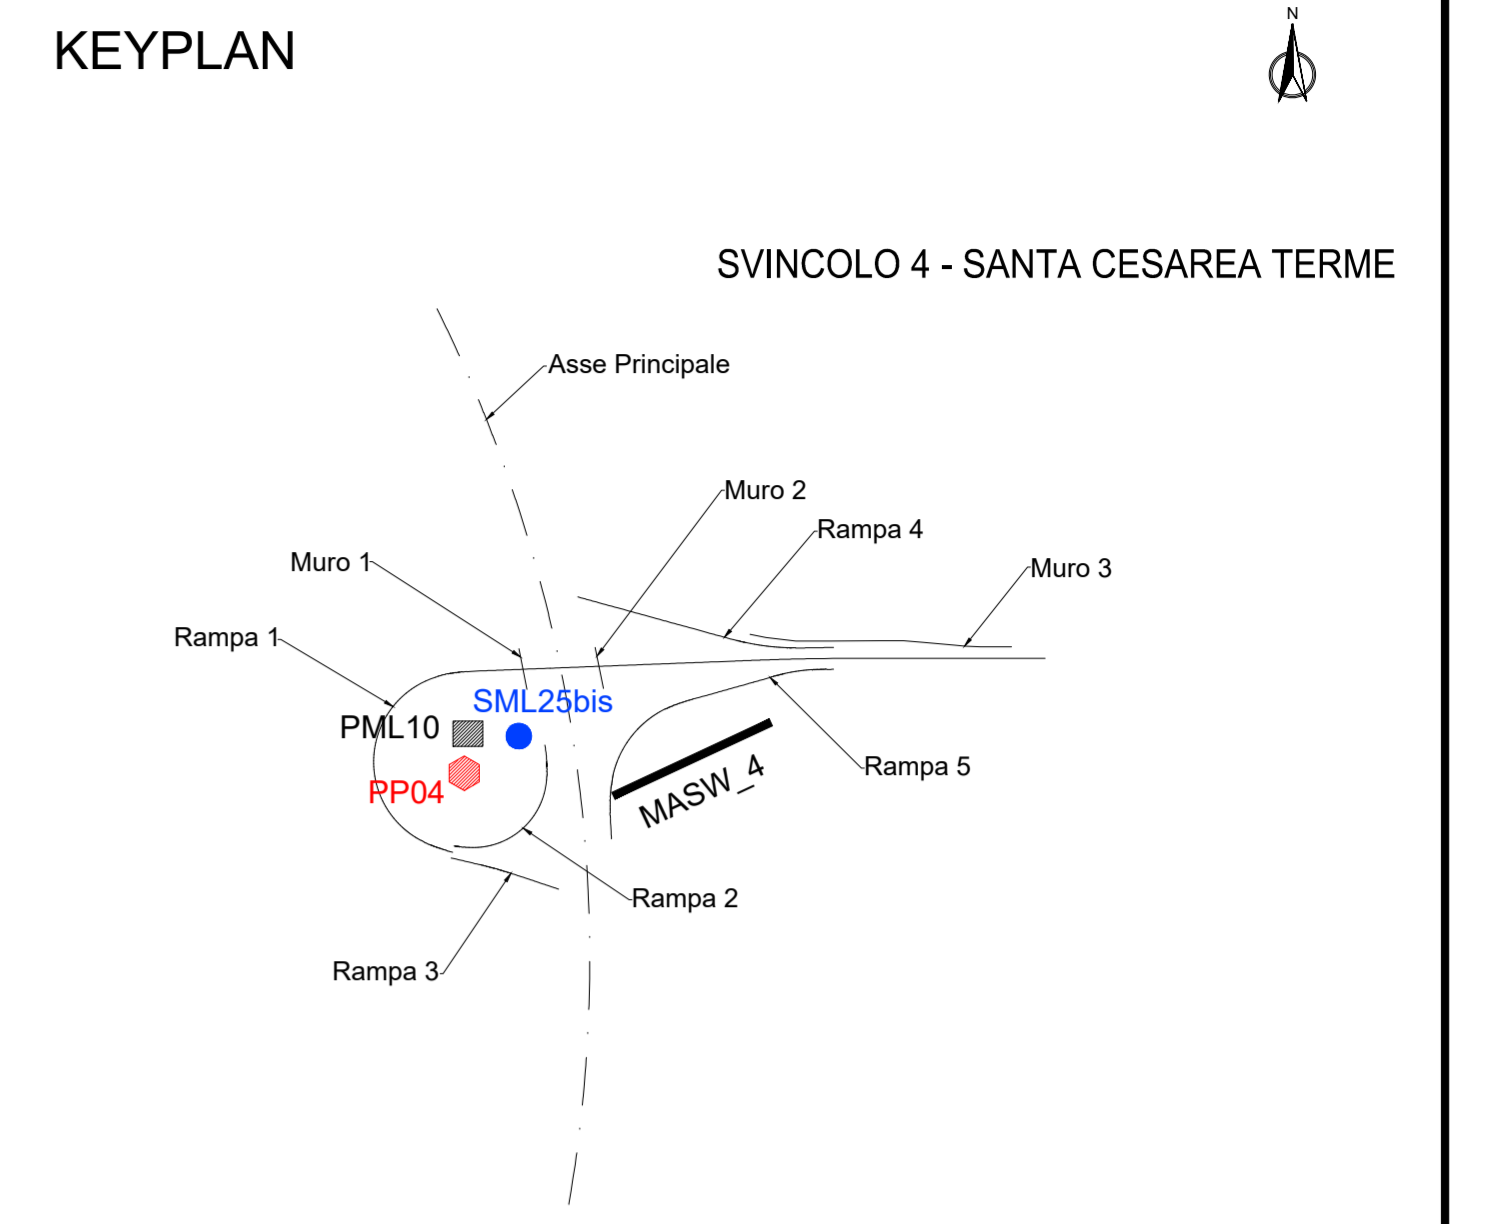 N
KEYPLAN
SVINCOLO 4 - SANTA CESAREA TERME
Asse Principale
Muro 2
Rampa 4
Muro 1
Muro 3
Rampa 1
SML25bis
PML10
Rampa 5
PP04
MASW_4
Rampa 2
Rampa 3